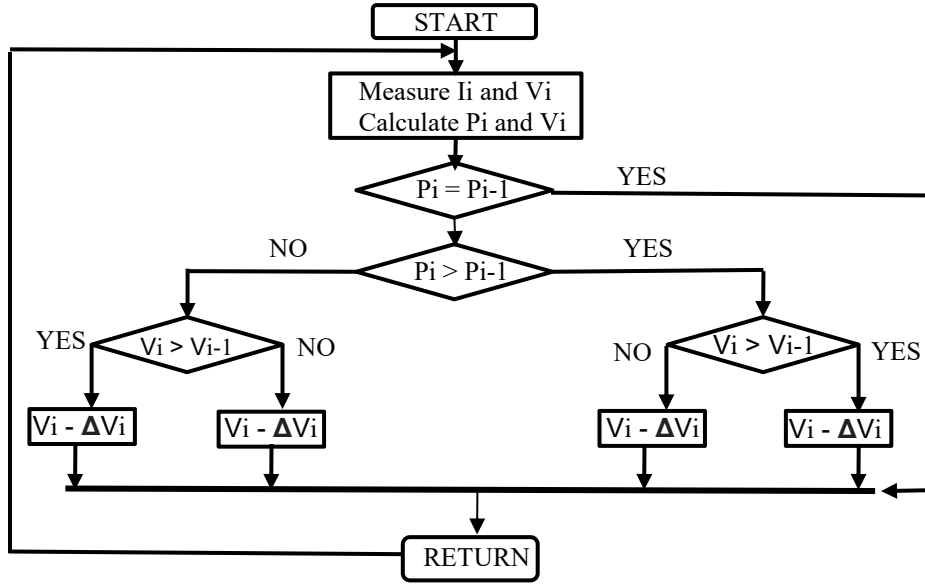 START
Measure Ii and Vi
Calculate Pi and Vi
Pi = Pi-1
YES
Pi > Pi-1
NO
YES
Vi > Vi-1
YES
NO
Vi > Vi-1
NO
YES
Vi - ΔVi
Vi - ΔVi
Vi - ΔVi
Vi - ΔVi
RETURN